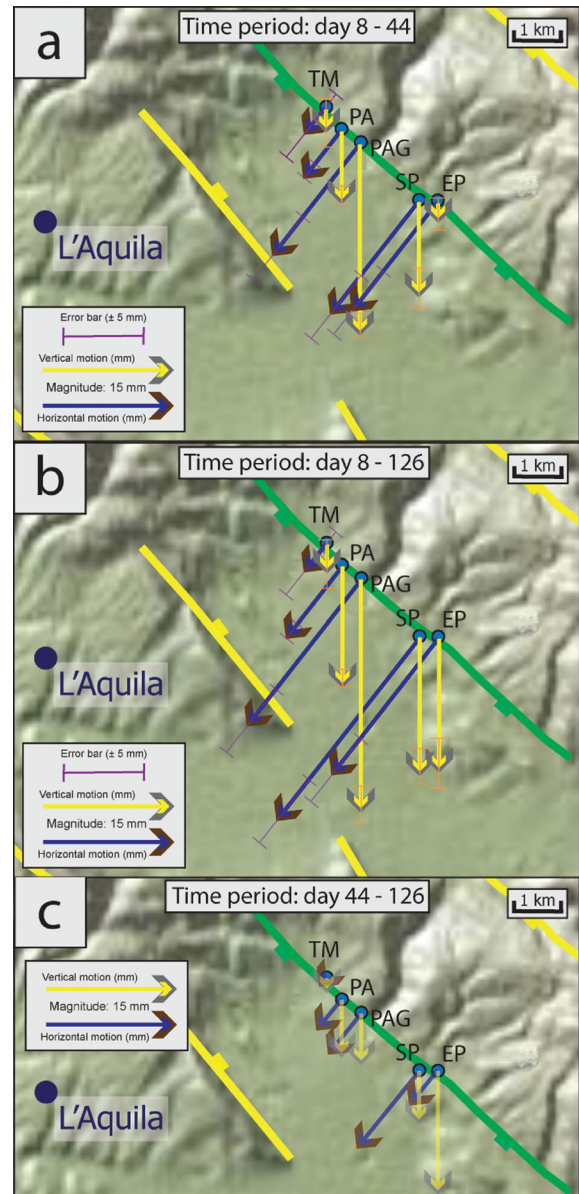 a
Time period: day 8 - 44
1 km
TM
PA
PAG
SP EP
L'Aquila
Error bar (± 5 mm)
Vertical motion (mm)
Magnitude: 15 mm
Horizontal motion (mm)
b
Time period: day 8 - 126
1 km
TM
PA
PAG
SP EP
L'Aquila
Error bar (± 5 mm)
Vertical motion (mm)
Magnitude: 15 mm
Horizontal motion (mm)
c
Time period: day 44 - 126
1 km
TM
PA
PAG
SP EP
Vertical motion (mm)
Magnitude: 15 mm
Horizontal motion (mm)
L'Aquila